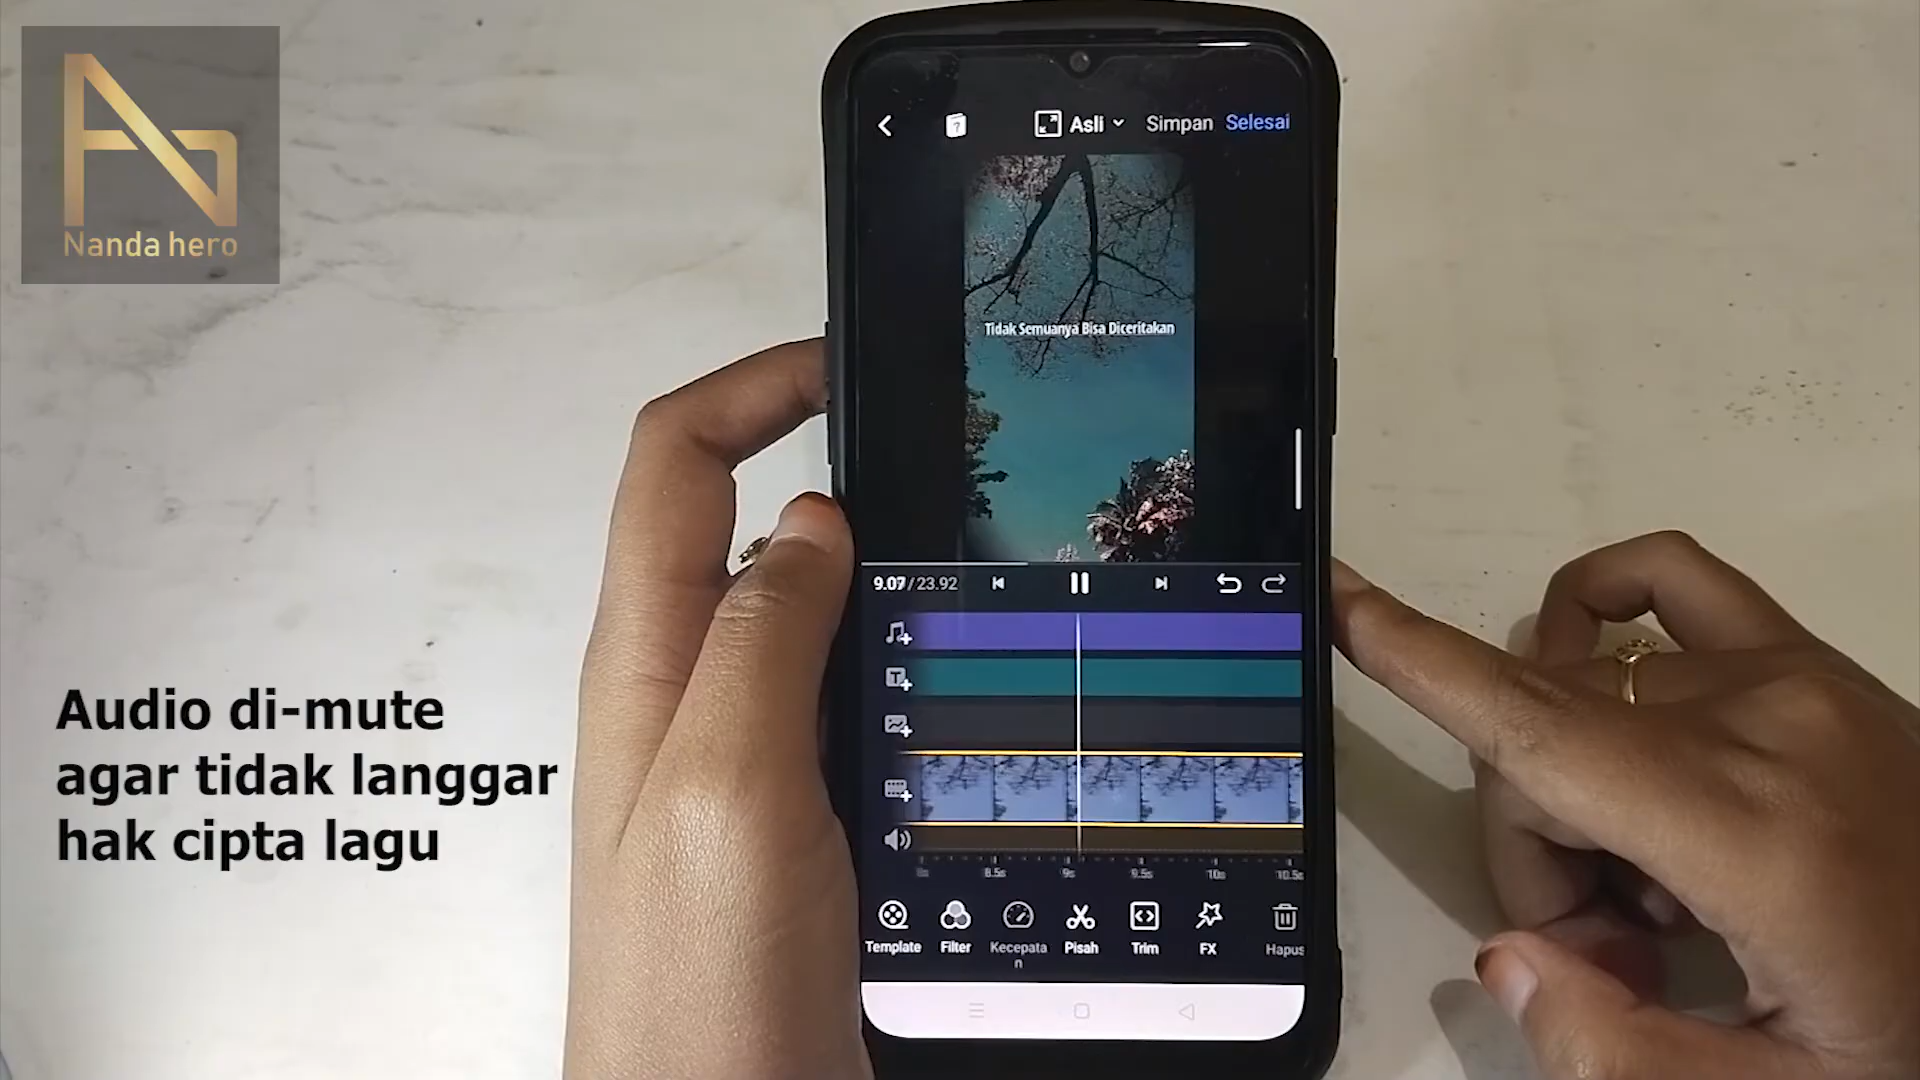 Nanda hero
Asli Simpan Selesai
Tidak Semuanya Bisa Diceritakan
9.07/23.92
8s 8.5s 9s 9.5s 10s 10.5s
Template Filter Kecepata
n Pisah Trim FX Hapus
Audio di-mute
agar tidak langgar
hak cipta lagu